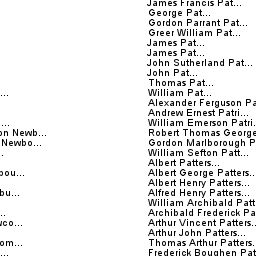 James Francis Pat...
George Pat...
Gordon Parrant Pat...
Greer William Pat...
James Pat...
James Pat...
John Sutherland Pat...
John Pat...
Thomas Pat...
... William Pat...
Alexander Ferguson Pa
Andrew Ernest Patri...
... William Emerson Patri...
on Newb... Robert Thomas George
Newbo... Gordon Marlborough P
.. William Sefton Patt...
Albert Patters...
bou... Albert George Patters...
Albert Henry Patters...
bu... Alfred Henry Patters...
William Archibald Patt
.. Archibald Frederick Pa
co... Arthur Vincent Patters...
Arthur John Patters...
om... Thomas Arthur Patters..
... Frederick Boughen Pat